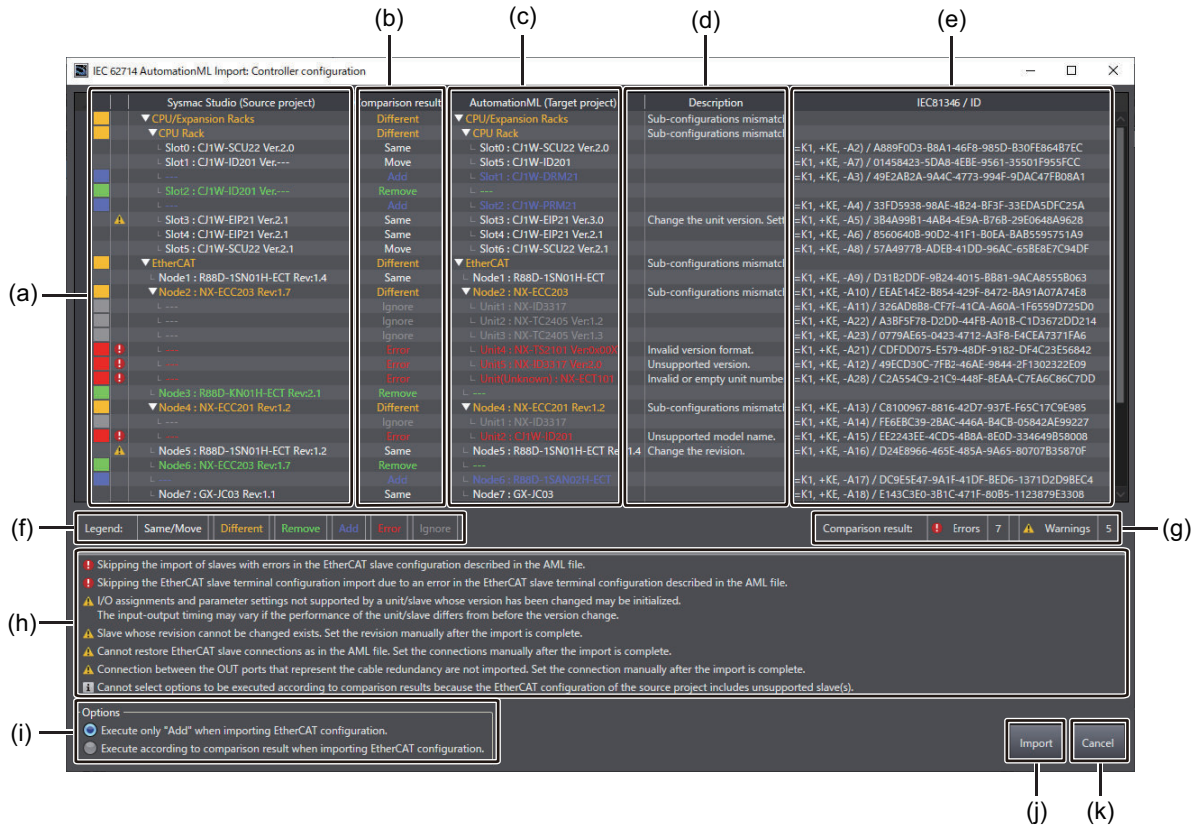 (b) (c) (d) (e)
IEC 62714 AutomationML Import: Controller configuration
Sysmac Studio (Source project) omparison result AutomationML (Target project) Description IEC81346 / ID
CPU/Expansion Racks Different CPU/Expansion Racks Sub-configurations mismatcl
CPU Rack Different CPU Rack Sub-configurations mismatcl
Slot0 : CJ1W-SCU22 Ver.2.0 Same Slot0 : CJ1W-SCU22 Ver.2.0 =K1, +KE, -A2) / A889F0D3-B8A1-46F8-985D-B30FE864B7EC
Slot1 : CJ1W-ID201 Ver.--- Move Slot5 : CJ1W-ID201 =K1, +KE, -A7) / 01458423-5DA8-4EBE-9561-35501F955FCC
--- Add Slot1 : CJ1W-DRM21 =K1, +KE, -A3) / 49E2AB2A-9A4C-4773-994F-9DAC47FB08A1
Slot2 : CJ1W-ID201 Ver.--- Remove ---
--- Add Slot2 : CJ1W-PRM21 =K1, +KE, -A4) / 33FD5938-98AE-4B24-BF3F-33EDA5DFC25A
Slot3 : CJ1W-EIP21 Ver.2.1 Same Slot3 : CJ1W-EIP21 Ver.3.0 Change the unit version. Sett =K1, +KE, -A5) / 3B4A99B1-4AB4-4E9A-B76B-29E0648A9628
Slot4 : CJ1W-EIP21 Ver.2.1 Same Slot4 : CJ1W-EIP21 Ver.2.1 =K1, +KE, -A6) / 8560640B-90D2-41F1-B0EA-BAB5595751A9
Slot5 : CJ1W-SCU22 Ver.2.1 Move Slot6 : CJ1W-SCU22 Ver.2.1 =K1, +KE, -A8) / 57A4977B-ADEB-41DD-96AC-65BE8E7C94DF
EtherCAT Different EtherCAT Sub-configurations mismatcl
Node1 : R88D-1SN01H-ECT Rev:1.4 Same Node1 : R88D-1SN01H-ECT =K1, +KE, -A9) / D31B2DDF-9B24-4015-BB81-9ACA8555B063
(a) Node2 : NX-ECC203 Rev:1.7 Different Node2 : NX-ECC203 Sub-configurations mismatcl =K1, +KE, -A10) / EEAE14E2-B854-429F-8472-BA91A07A74E8
--- Ignore Unit1 : NX-ID3317 =K1, +KE, -A11) / 326AD8B8-CF7F-41CA-A60A-1F6559D725D0
--- Ignore Unit2 : NX-TC2405 Ver:1.2 =K1, +KE, -A22) / A3BF5F78-D2DD-44FB-A01B-C1D3672DD214
--- Ignore Unit3 : NX-TC2405 Ver:1.3 =K1, +KE, -A23) / 0779AE65-0423-4712-A3F8-E4CEA7371FA6
--- Error Unit4 : NX-TS2101 Ver:0x00X Invalid version format. =K1, +KE, -A21) / CDFDD075-E579-48DF-9182-DF4C23E56842
--- Error Unit5 : NX-ID3317 Unsupported version. =K1, +KE, -A12) / 49ECD30C-7FB2-46AE-9844-2F1302322E09
Error Unit(Unknown) : NX-ECT101 Invalid or empty unit numbe =K1, +KE, -A28) / C2A554C9-21C9-448F-8EAA-C7EA6C86C7DD
Node3 : R88D-KN01H-ECT Rev:2.1 Remove ---
Node4 : NX-ECC201 Rev:1.2 Different Node4 : NX-ECC201 Rev:1.2 Sub-configurations mismatcl =K1, +KE, -A13) / C8100967-8816-42D7-937E-F65C17C9E985
--- Ignore Unit1 : NX-ID3317 =K1, +KE, -A14) / FE6EBC39-2BAC-446A-B4CB-05842AE99227
--- Error Unit2 : CJ1W-ID201 Unsupported model name. =K1, +KE, -A15) / EE2243EE-4CD5-4B8A-8E0D-334649B58008
Node5 : R88D-1SN01H-ECT Rev:1.2 Same Node5 : R88D-1SN01H-ECT Re 1.4 Change the revision. =K1, +KE, -A16) / D24E8966-465E-485A-9A65-80707B35870F
Node6 : NX-ECC203 Rev:1.7 Remove ---
--- Add Node6 : R88D-1SAN02H-ECT =K1, +KE, -A17) / DC9E5E47-9A1F-41DF-BED6-1371D2D9BEC4
Node7 : GX-JC03 Rev:1.1 Same Node7 : GX-JC03 =K1, +KE, -A18) / E143C3E0-3B1C-471F-80B5-1123879E3308
(f) Legend: Same/Move Different Remove Add Error Ignore Comparison result: Errors 7 Warnings 5 (g)
Skipping the import of slaves with errors in the EtherCAT slave configuration described in the AML file.
Skipping the EtherCAT slave terminal configuration import due to an error in the EtherCAT slave terminal configuration described in the AML file.
I/O assignments and parameter settings not supported by a unit/slave whose version has been changed may be initialized.
The input-output timing may vary if the performance of the unit/slave differs from before the version change.
(h)
Slave whose revision cannot be changed exists. Set the revision manually after the import is complete.
Cannot restore EtherCAT slave connections as in the AML file. Set the connections manually after the import is complete.
Connection between the OUT ports that represent the cable redundancy are not imported. Set the connection manually after the import is complete.
Cannot select options to be executed according to comparison results because the EtherCAT configuration of the source project includes unsupported slave(s).
Options
(i) Execute only "Add" when importing EtherCAT configuration.
Execute according to comparison result when importing EtherCAT configuration.
Import Cancel
(j) (k)